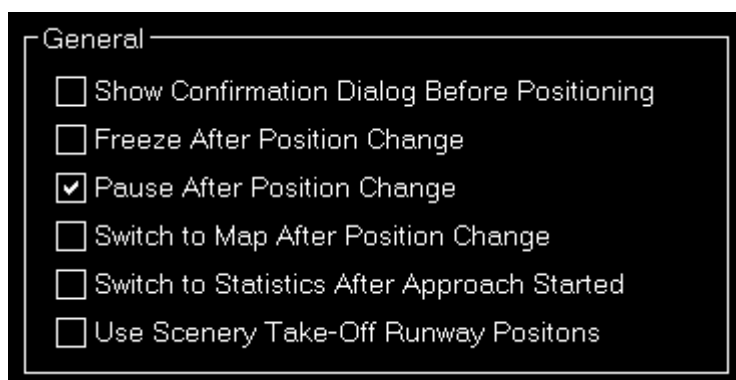 General
Show Confirmation Dialog Before Positioning
Freeze After Position Change
Pause After Position Change
Switch to Map After Position Change
Switch to Statistics After Approach Started
Use Scenery Take-Off Runway Positons